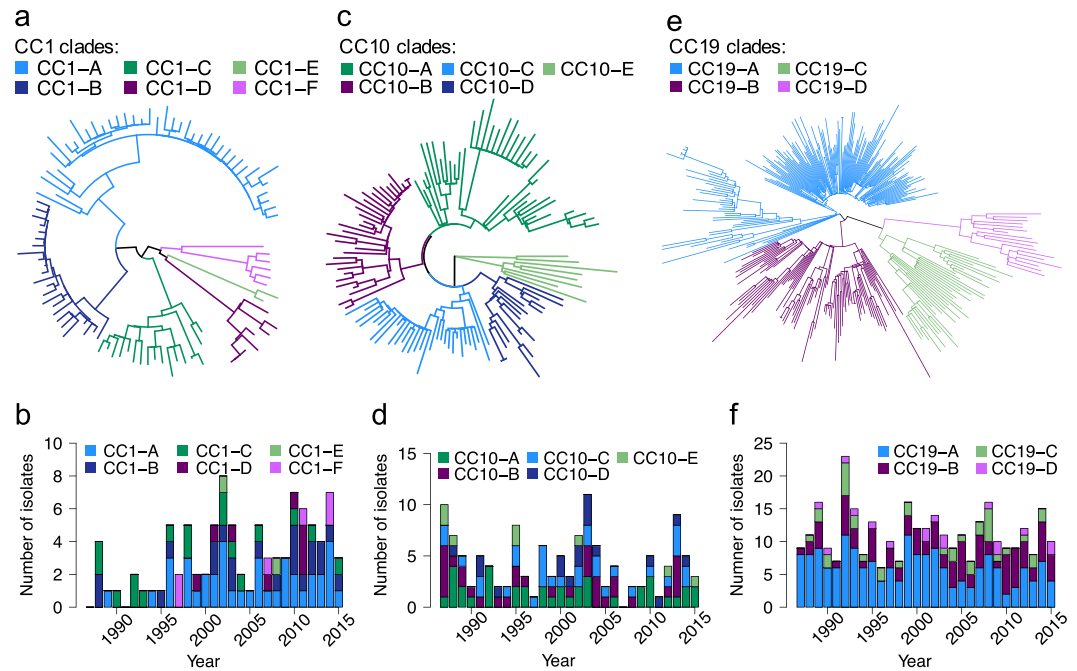 a
CC1 clades:
CC1–A CC1–C CC1–E
CC1–B CC1–D CC1–F
c
CC10 clades:
CC10–A CC10–C CC10–E
CC10–B CC10–D
e
CC19 clades:
CC19–A CC19–C
CC19–B CC19–D
b
CC1–A CC1–C CC1–E
CC1–B CC1–D CC1–F
Number of isolates
10
8
6
4
2
0
1990 1995 2000 2005 2010 2015
Year
d
CC10–A CC10–C CC10–E
CC10–B CC10–D
Number of isolates
15
10
5
0
1990 1995 2000 2005 2010 2015
Year
f
CC19–A CC19–C
CC19–B CC19–D
Nummer of isolates
25
20
15
10
5
0
1990 1995 2000 2005 2010 2015
Year